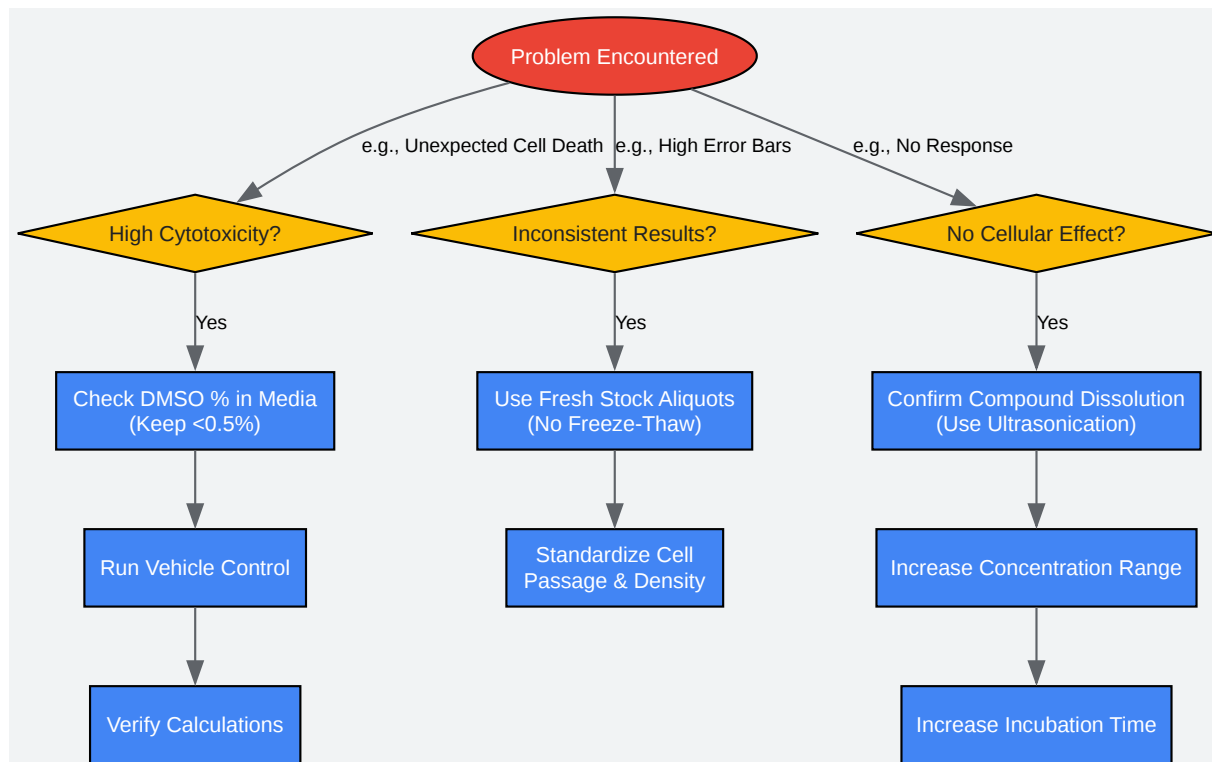 Problem Encountered
e.g., Unexpected Cell Death
e.g., High Error Bars
e.g., No Response
High Cytotoxicity?
Inconsistent Results?
No Cellular Effect?
Yes
Yes
Yes
Check DMSO % in Media
(Keep <0.5%)
Use Fresh Stock Aliquots
(No Freeze-Thaw)
Confirm Compound Dissolution
(Use Ultrasonication)
Run Vehicle Control
Standardize Cell
Passage & Density
Increase Concentration Range
Verify Calculations
Increase Incubation Time